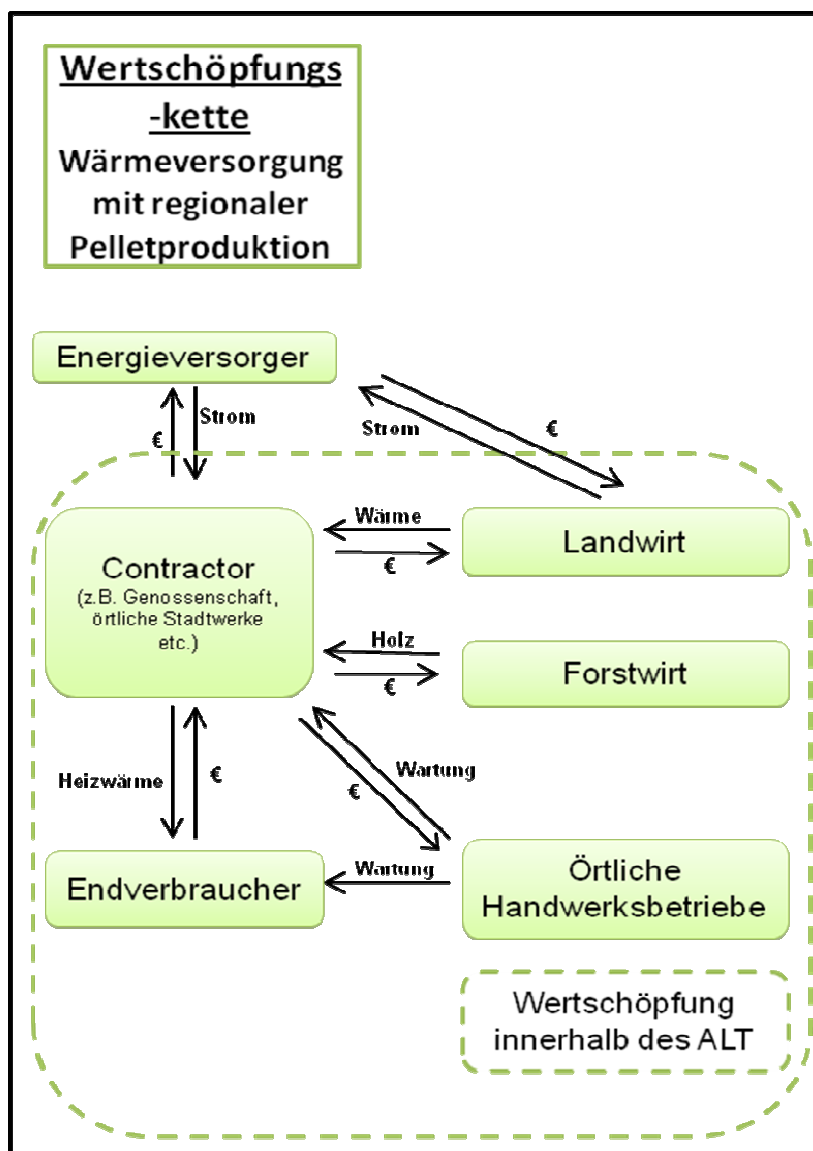 Wertschöpfungs
-kette
Wärmeversorgung
mit regionaler
Pelletproduktion
Energieversorger
€
Strom
Strom
€
Contractor
(z.B. Genossenschaft,
örtliche Stadtwerke
etc.)
Wärme
€
Landwirt
Holz
€
Forstwirt
Heizwärme
€
Wartung
€
Endverbraucher
Wartung
Örtliche
Handwerksbetriebe
Wertschöpfung
innerhalb des ALT